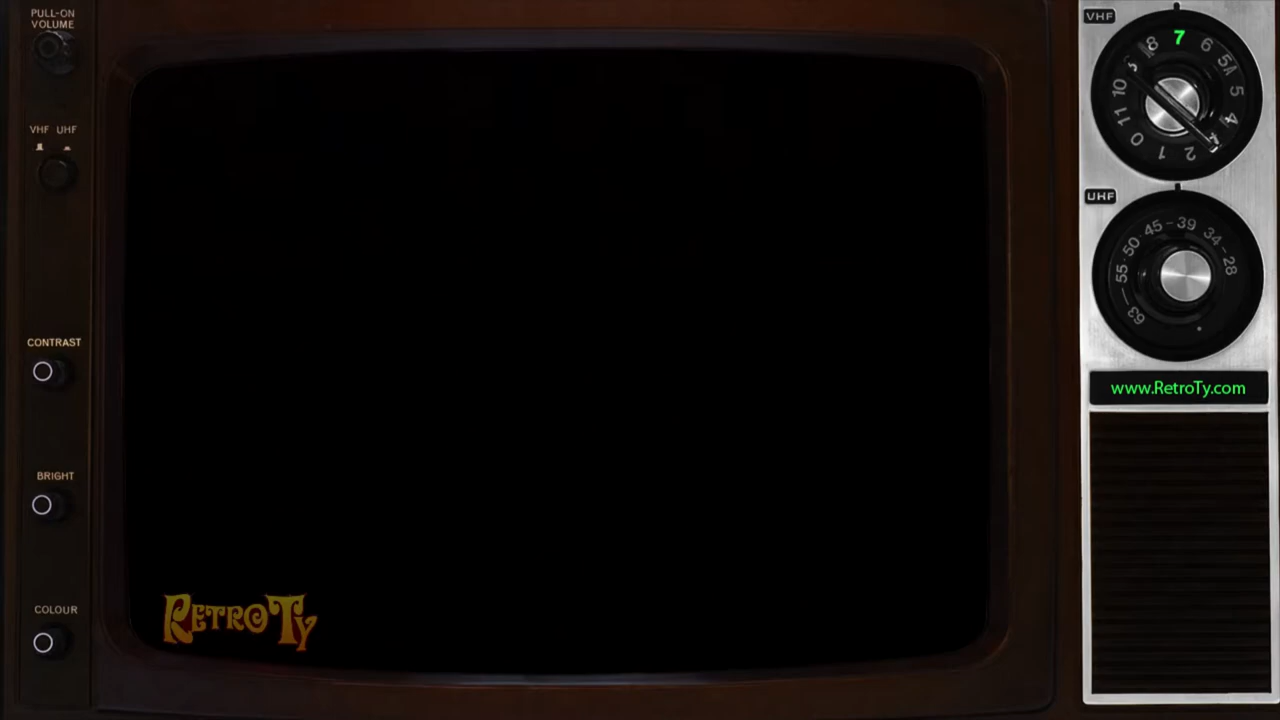 PULL-ON
VOLUME
VHF UHF
CONTRAST
BRIGHT
COLOUR
RETROTY
VHF
8 7 6 5A 5 4 2 1 0 11 10
UHF
63 55 50 45 39 34 28
www.RetroTy.com